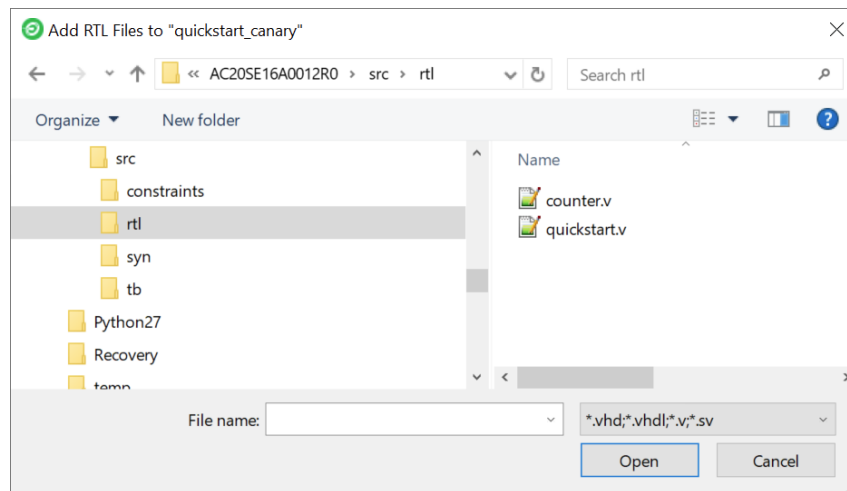 Add RTL Files to "quickstart_canary"
« AC20SE16A0012R0 > src > rtl
Search rtl
Organize
New folder
src
constraints
rtl
syn
tb
Python27
Recovery
temp
Name
counter.v
quickstart.v
File name:
*.vhd;*.vhdl;*.v;*.sv
Open
Cancel